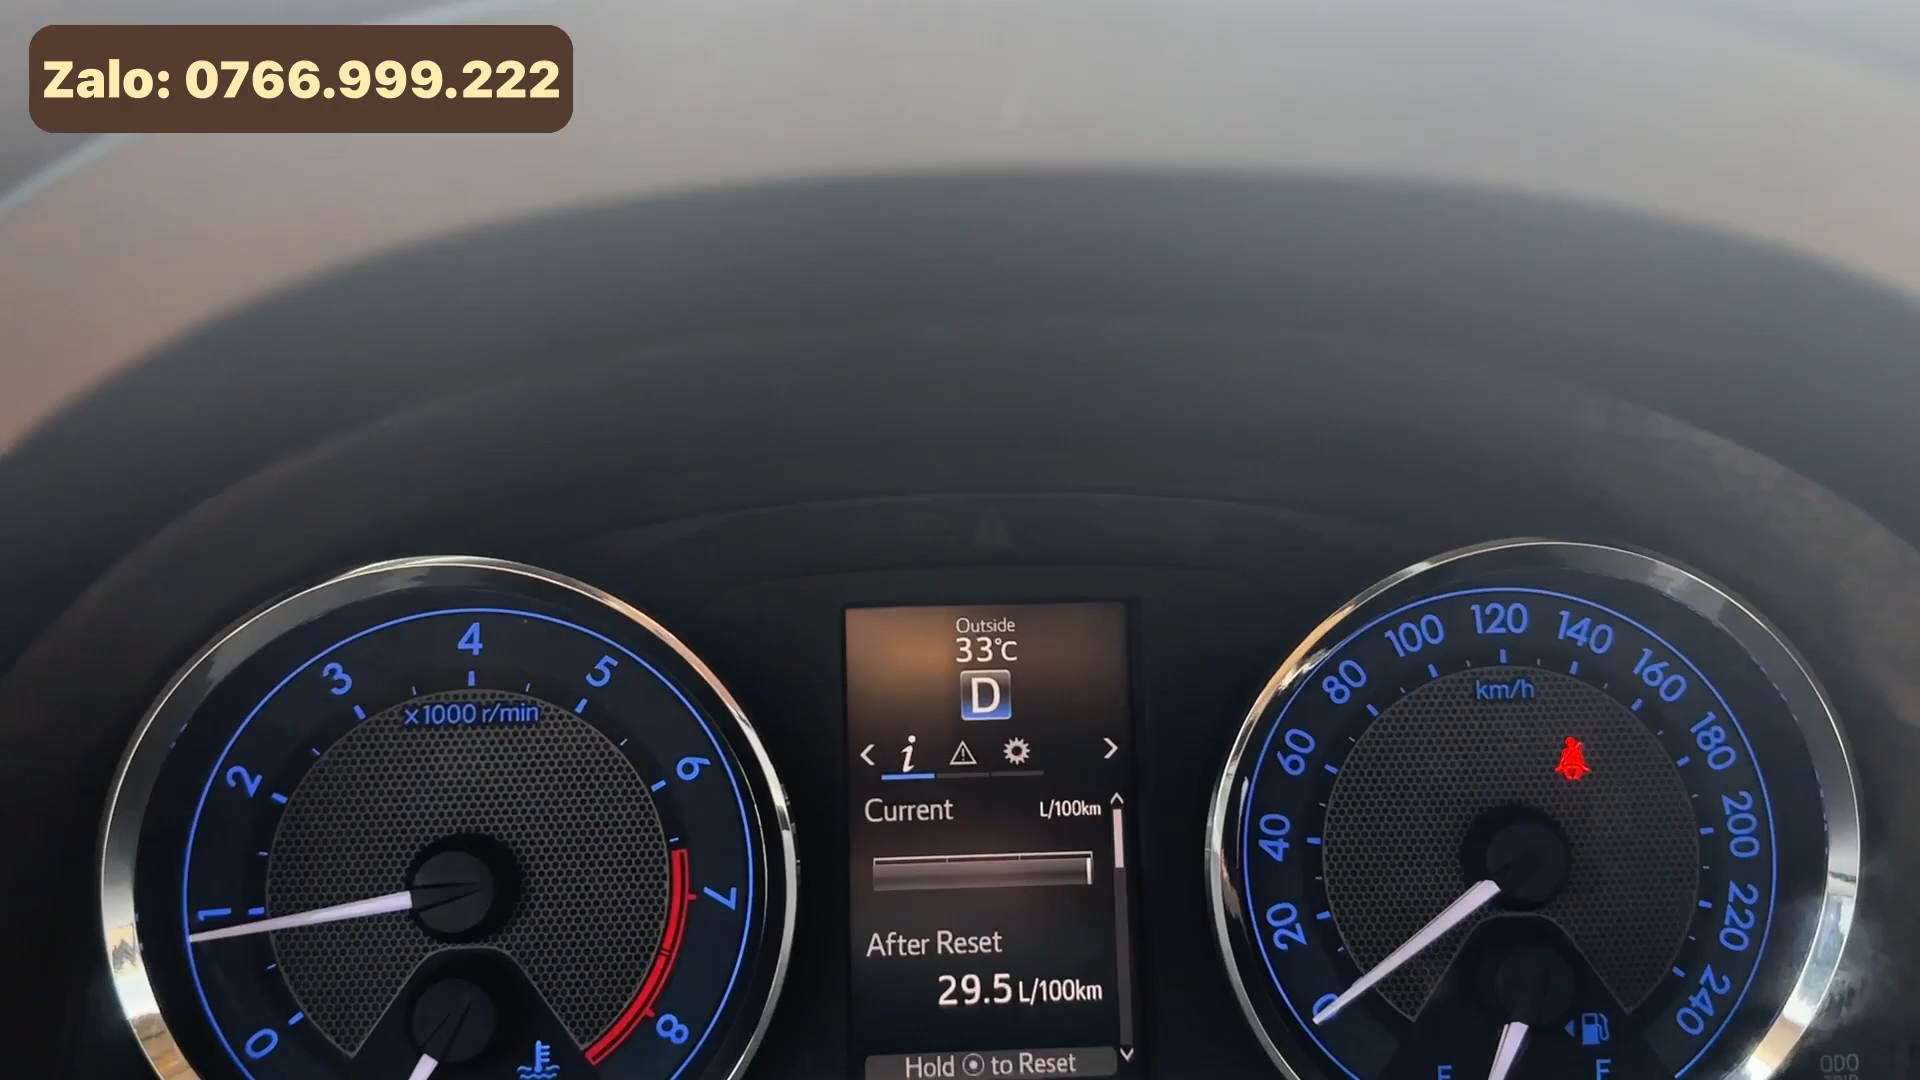 Zalo: 0766.999.222
Outside
33°C
D
Current L/100km
After Reset
29.5 L/100km
Hold to Reset
x1000 r/min
0
1
2
3
4
5
6
7
8
km/h
0
20
40
60
80
100
120
140
160
180
200
220
240
E
F
ODO
TRIP